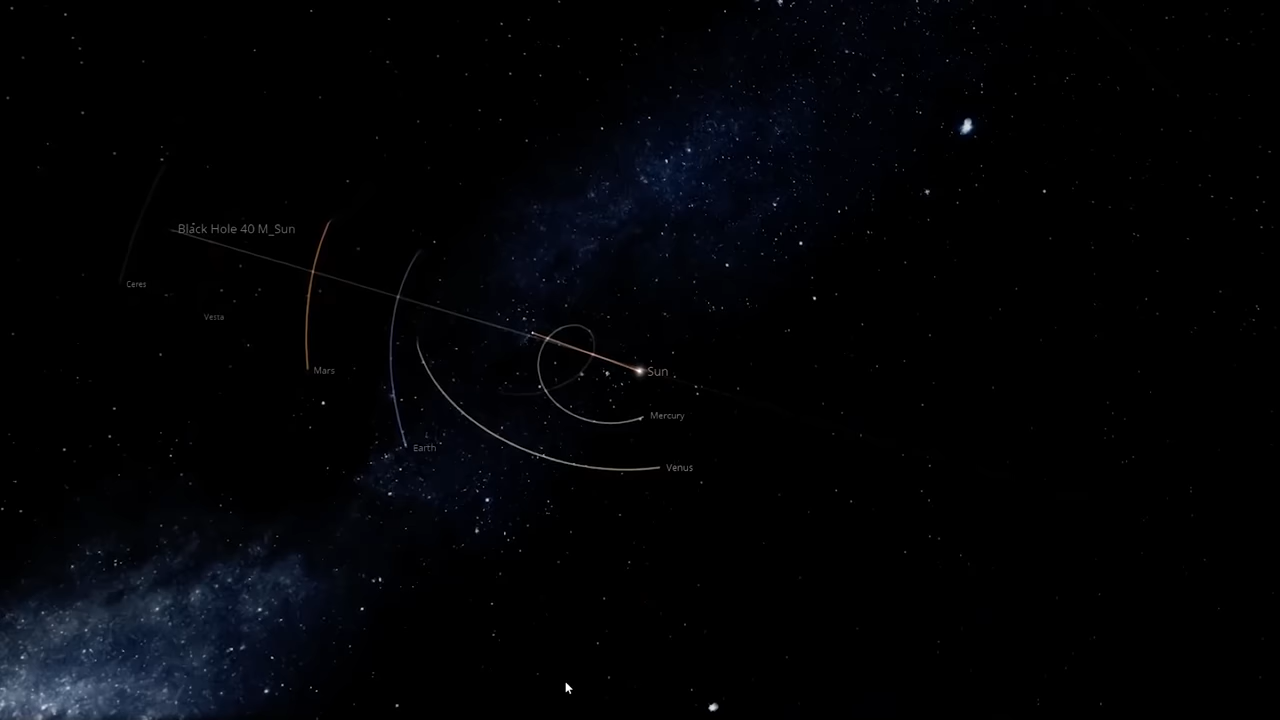 Black Hole 40 M_Sun
Ceres
Vesta
Mars
Sun
Mercury
Earth
Venus